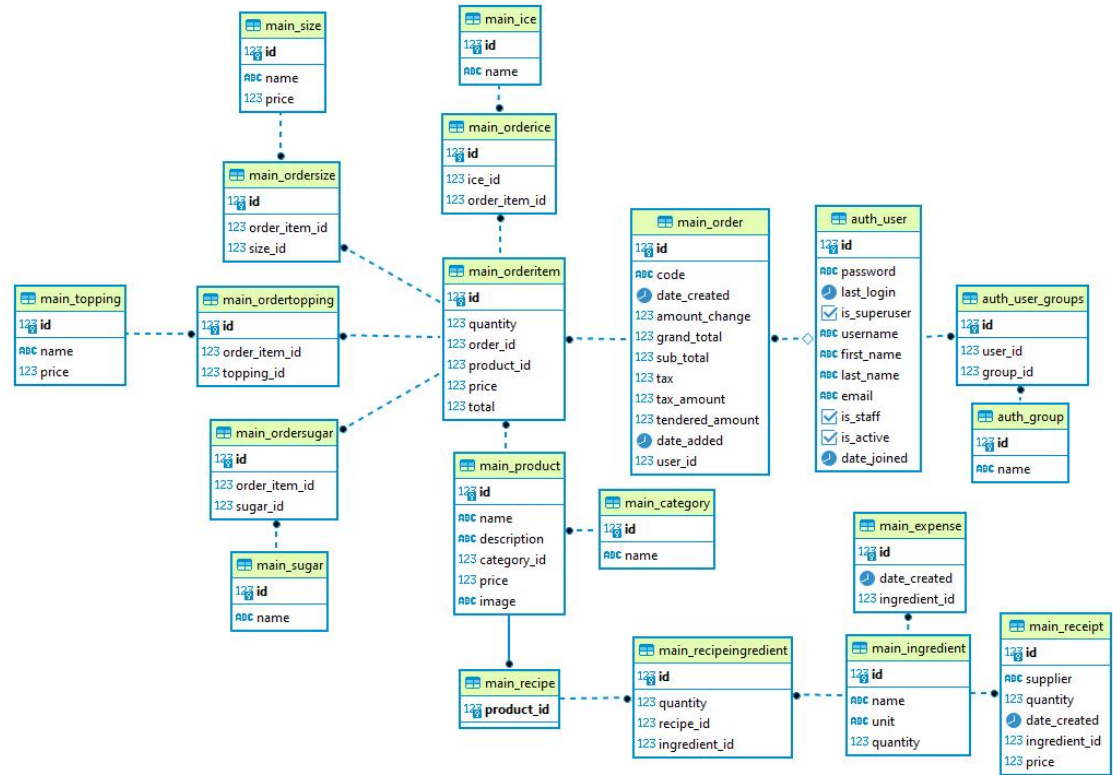 main_size
id
name
price
main_ice
id
name
main_orderice
id
ice_id
order_item_id
main_ordersize
id
order_item_id
size_id
main_topping
id
name
price
main_ordertopping
id
order_item_id
topping_id
main_ordersugar
id
order_item_id
sugar_id
main_sugar
id
name
main_orderitem
id
quantity
order_id
product_id
price
total
main_order
id
code
date_created
amount_change
grand_total
sub_total
tax
tax_amount
tendered_amount
date_added
user_id
auth_user
id
password
last_login
is_superuser
username
first_name
last_name
email
is_staff
is_active
date_joined
auth_user_groups
id
user_id
group_id
auth_group
id
name
main_product
id
name
description
category_id
price
image
main_category
id
name
main_recipe
product_id
main_recipeingredient
id
quantity
recipe_id
ingredient_id
main_expense
id
date_created
ingredient_id
main_ingredient
id
name
unit
quantity
main_receipt
id
supplier
quantity
date_created
ingredient_id
price